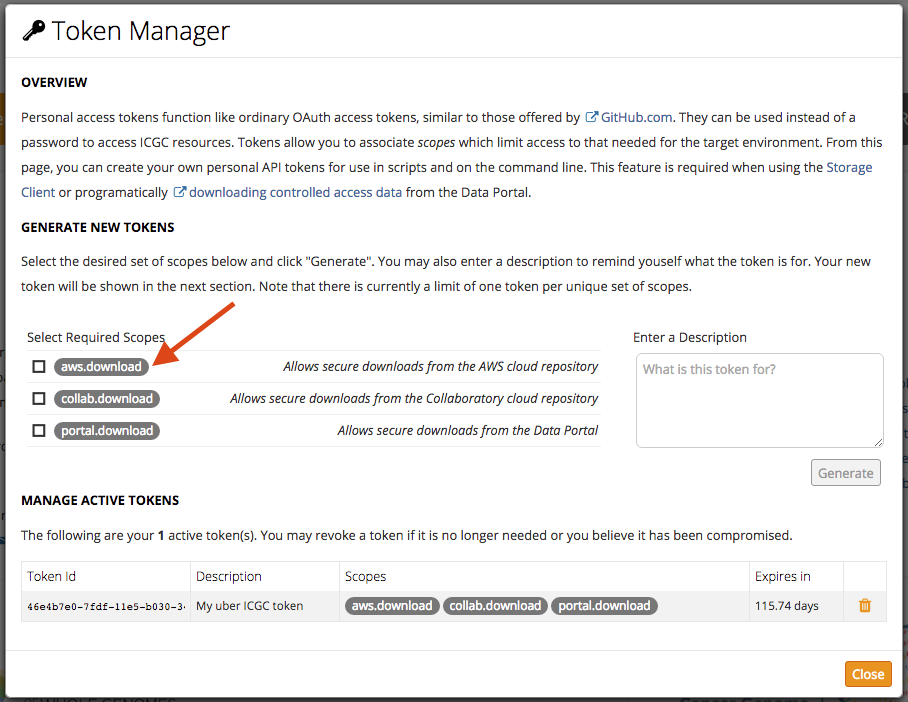 Token Manager
OVERVIEW
Personal access tokens function like ordinary OAuth access tokens, similar to those offered by GitHub.com. They can be used instead of a
password to access ICGC resources. Tokens allow you to associate scopes which limit access to that needed for the target environment. From this
page, you can create your own personal API tokens for use in scripts and on the command line. This feature is required when using the Storage
Client or programatically downloading controlled access data from the Data Portal.
GENERATE NEW TOKENS
Select the desired set of scopes below and click "Generate". You may also enter a description to remind youself what the token is for. Your new
token will be shown in the next section. Note that there is currently a limit of one token per unique set of scopes.
Select Required Scopes
Enter a Description
aws.download Allows secure downloads from the AWS cloud repository
What is this token for?
collab.download Allows secure downloads from the Collaboratory cloud repository
portal.download Allows secure downloads from the Data Portal
Generate
MANAGE ACTIVE TOKENS
The following are your 1 active token(s). You may revoke a token if it is no longer needed or you believe it has been compromised.
Token Id Description Scopes Expires in
46e4b7e0-7fdf-11e5-b030-3 My uber ICGC token aws.download collab.download portal.download 115.74 days
Close